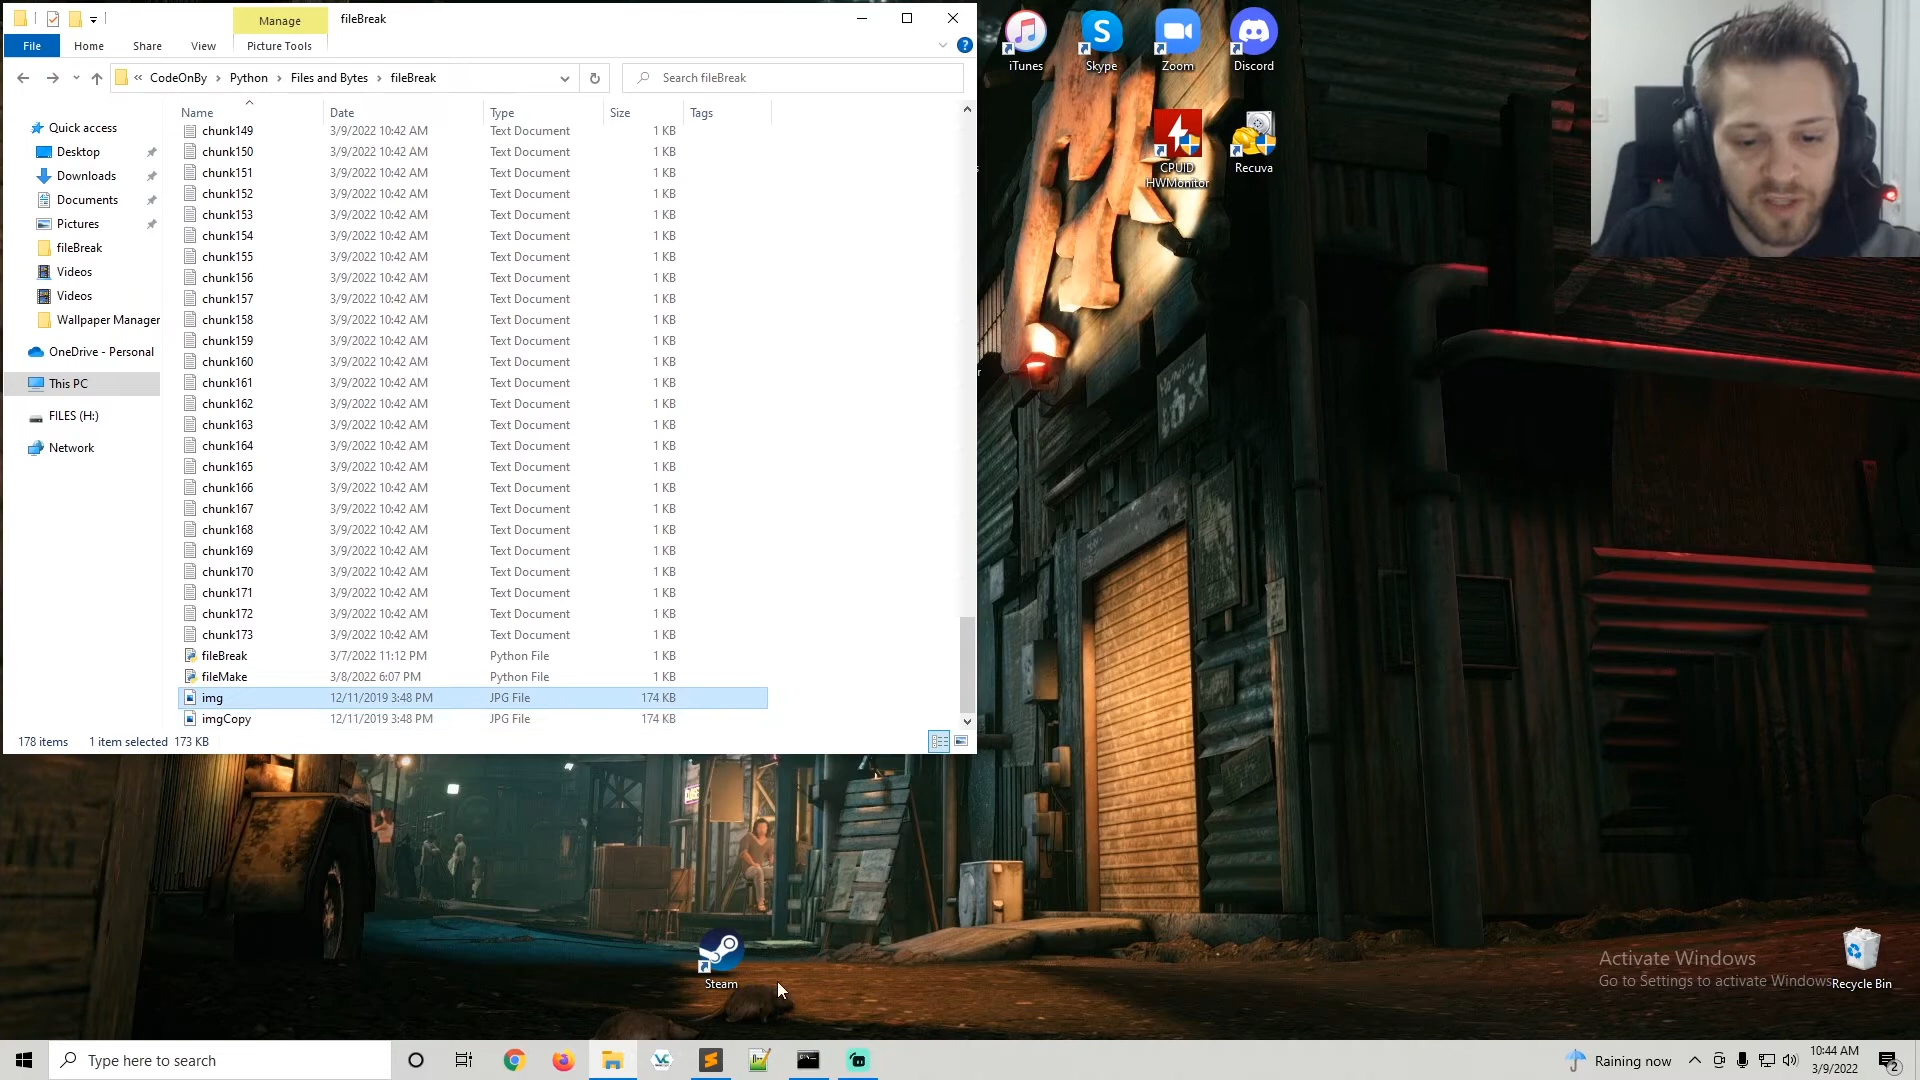 Manage
fileBreak
File
Home
Share
View
Picture Tools
?
«
CodeOnBy
Python
Files and Bytes
fileBreak
Search fileBreak
Name
Date
Type
Size
Tags
Quick access
Desktop
Downloads
Documents
Pictures
fileBreak
Videos
Videos
Wallpaper Manager
OneDrive - Personal
This PC
FILES (H:)
Network
chunk149 3/9/2022 10:42 AM Text Document 1 KB
chunk150 3/9/2022 10:42 AM Text Document 1 KB
chunk151 3/9/2022 10:42 AM Text Document 1 KB
chunk152 3/9/2022 10:42 AM Text Document 1 KB
chunk153 3/9/2022 10:42 AM Text Document 1 KB
chunk154 3/9/2022 10:42 AM Text Document 1 KB
chunk155 3/9/2022 10:42 AM Text Document 1 KB
chunk156 3/9/2022 10:42 AM Text Document 1 KB
chunk157 3/9/2022 10:42 AM Text Document 1 KB
chunk158 3/9/2022 10:42 AM Text Document 1 KB
chunk159 3/9/2022 10:42 AM Text Document 1 KB
chunk160 3/9/2022 10:42 AM Text Document 1 KB
chunk161 3/9/2022 10:42 AM Text Document 1 KB
chunk162 3/9/2022 10:42 AM Text Document 1 KB
chunk163 3/9/2022 10:42 AM Text Document 1 KB
chunk164 3/9/2022 10:42 AM Text Document 1 KB
chunk165 3/9/2022 10:42 AM Text Document 1 KB
chunk166 3/9/2022 10:42 AM Text Document 1 KB
chunk167 3/9/2022 10:42 AM Text Document 1 KB
chunk168 3/9/2022 10:42 AM Text Document 1 KB
chunk169 3/9/2022 10:42 AM Text Document 1 KB
chunk170 3/9/2022 10:42 AM Text Document 1 KB
chunk171 3/9/2022 10:42 AM Text Document 1 KB
chunk172 3/9/2022 10:42 AM Text Document 1 KB
chunk173 3/9/2022 10:42 AM Text Document 1 KB
fileBreak 3/7/2022 11:12 PM Python File 1 KB
fileMake 3/8/2022 6:07 PM Python File 1 KB
img 12/11/2019 3:48 PM JPG File 174 KB
imgCopy 12/11/2019 3:48 PM JPG File 174 KB
178 items
1 item selected 173 KB
iTunes
Skype
Zoom
Discord
CPUID
HWMonitor
Recuva
Steam
Activate Windows
Go to Settings to activate Windows
Recycle Bin
Type here to search
Raining now
10:44 AM
3/9/2022
2